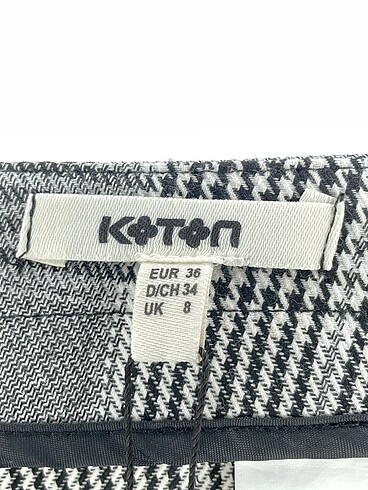 KOTON
EUR 36
D/CH 34
UK 8